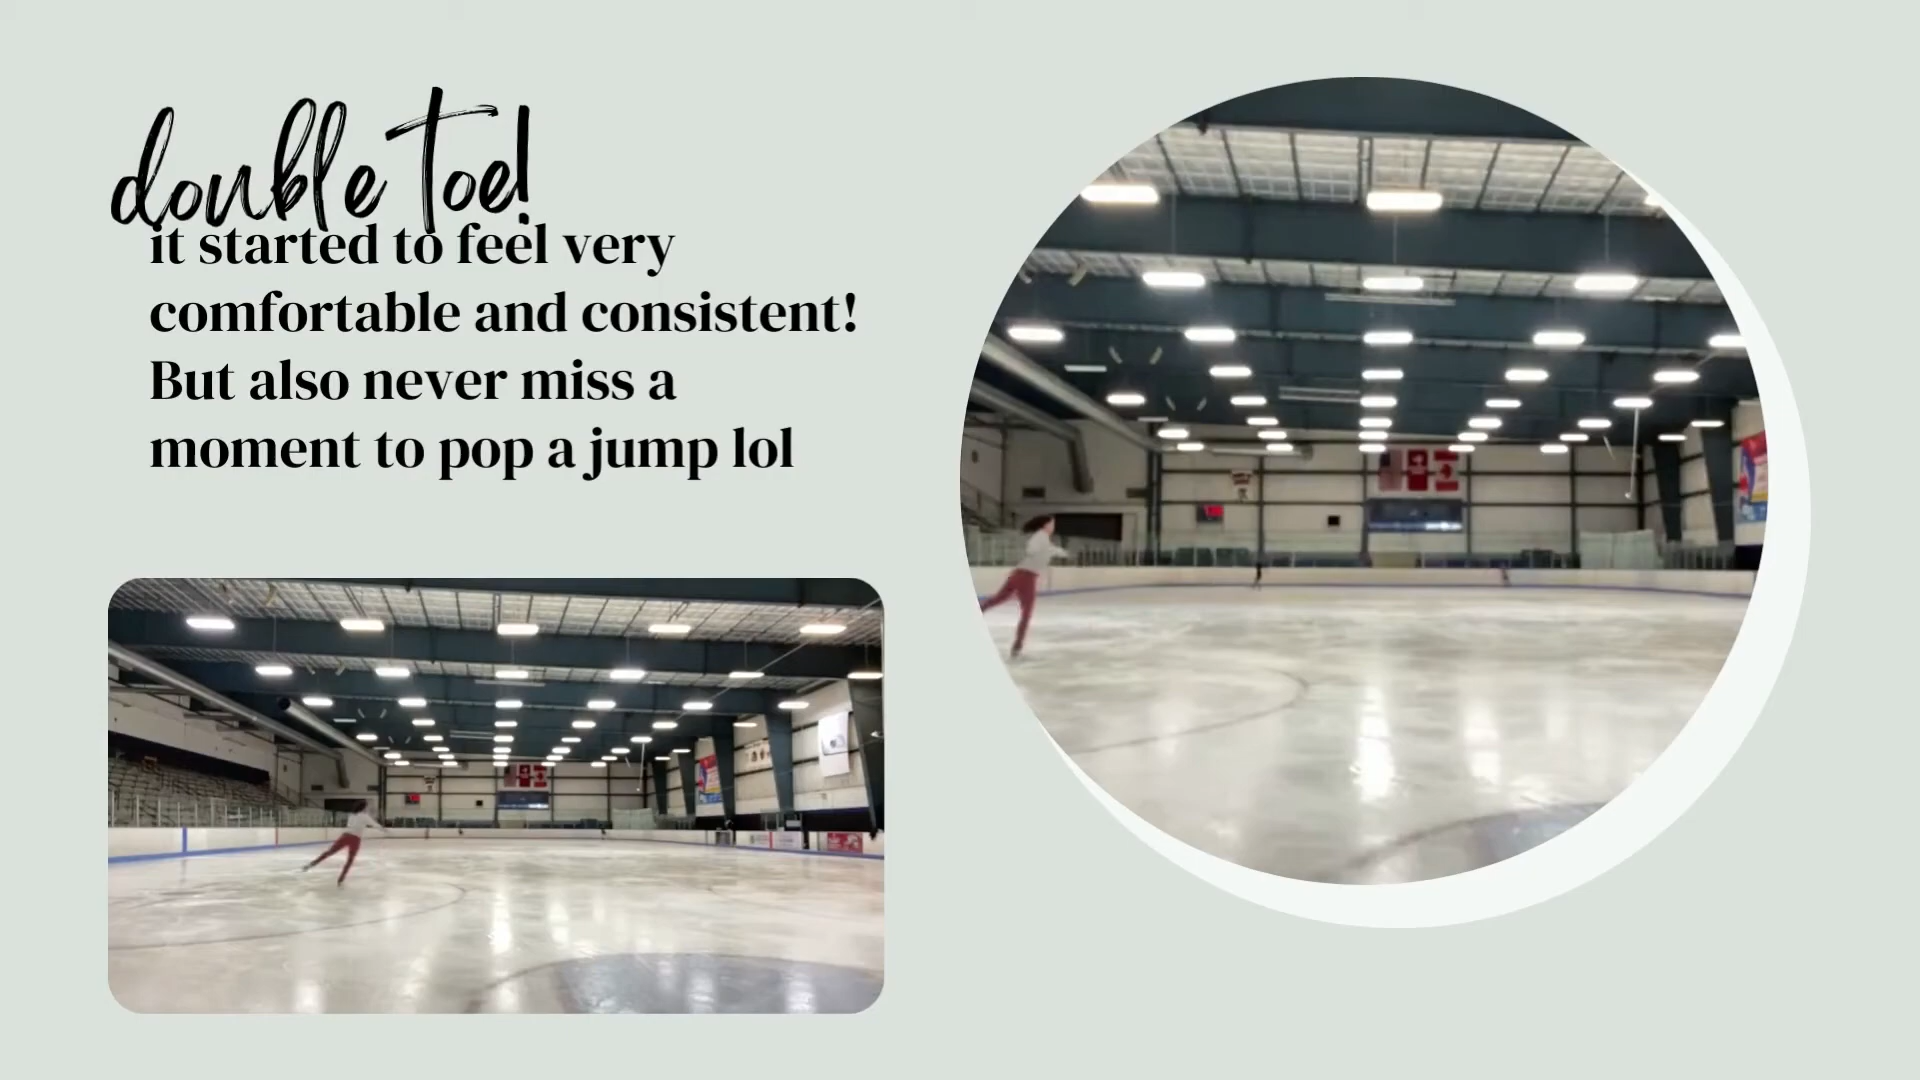 double toe!
it started to feel very
comfortable and consistent!
But also never miss a
moment to pop a jump lol